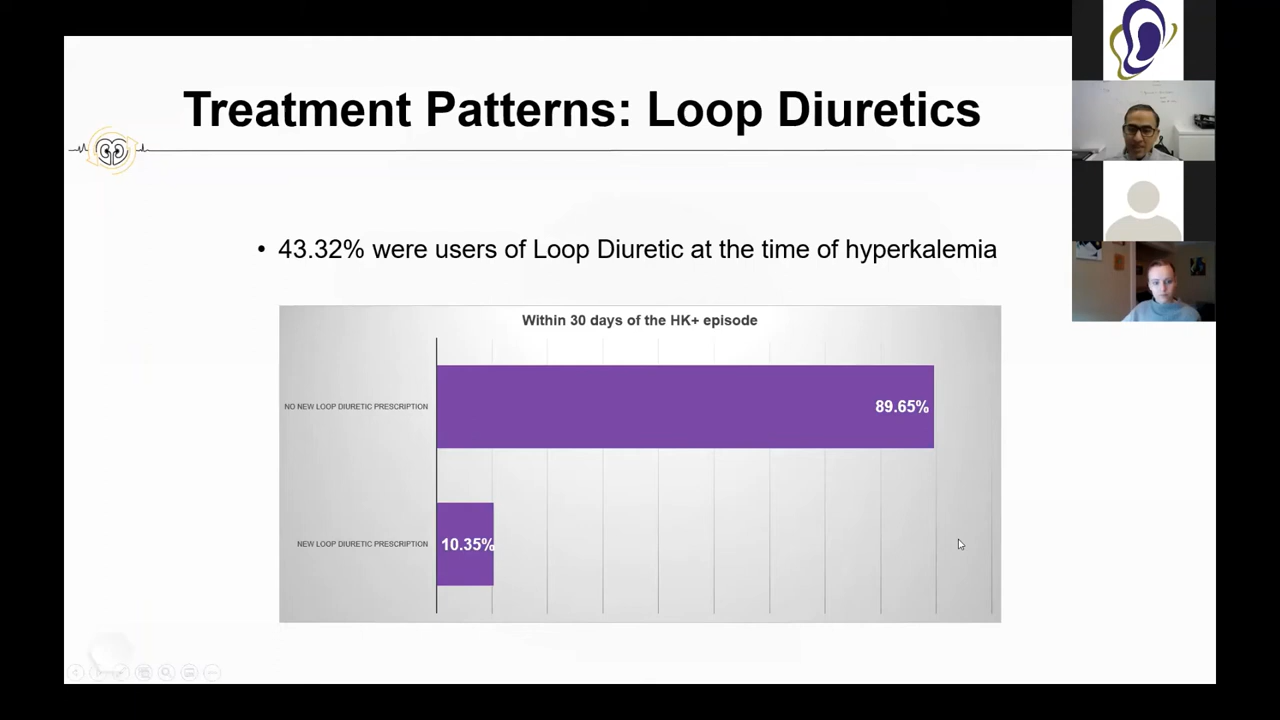 Treatment Patterns: Loop Diuretics
• 43.32% were users of Loop Diuretic at the time of hyperkalemia
Within 30 days of the HK+ episode
NO NEW LOOP DIURETIC PRESCRIPTION
89.65%
NEW LOOP DIURETIC PRESCRIPTION
10.35%